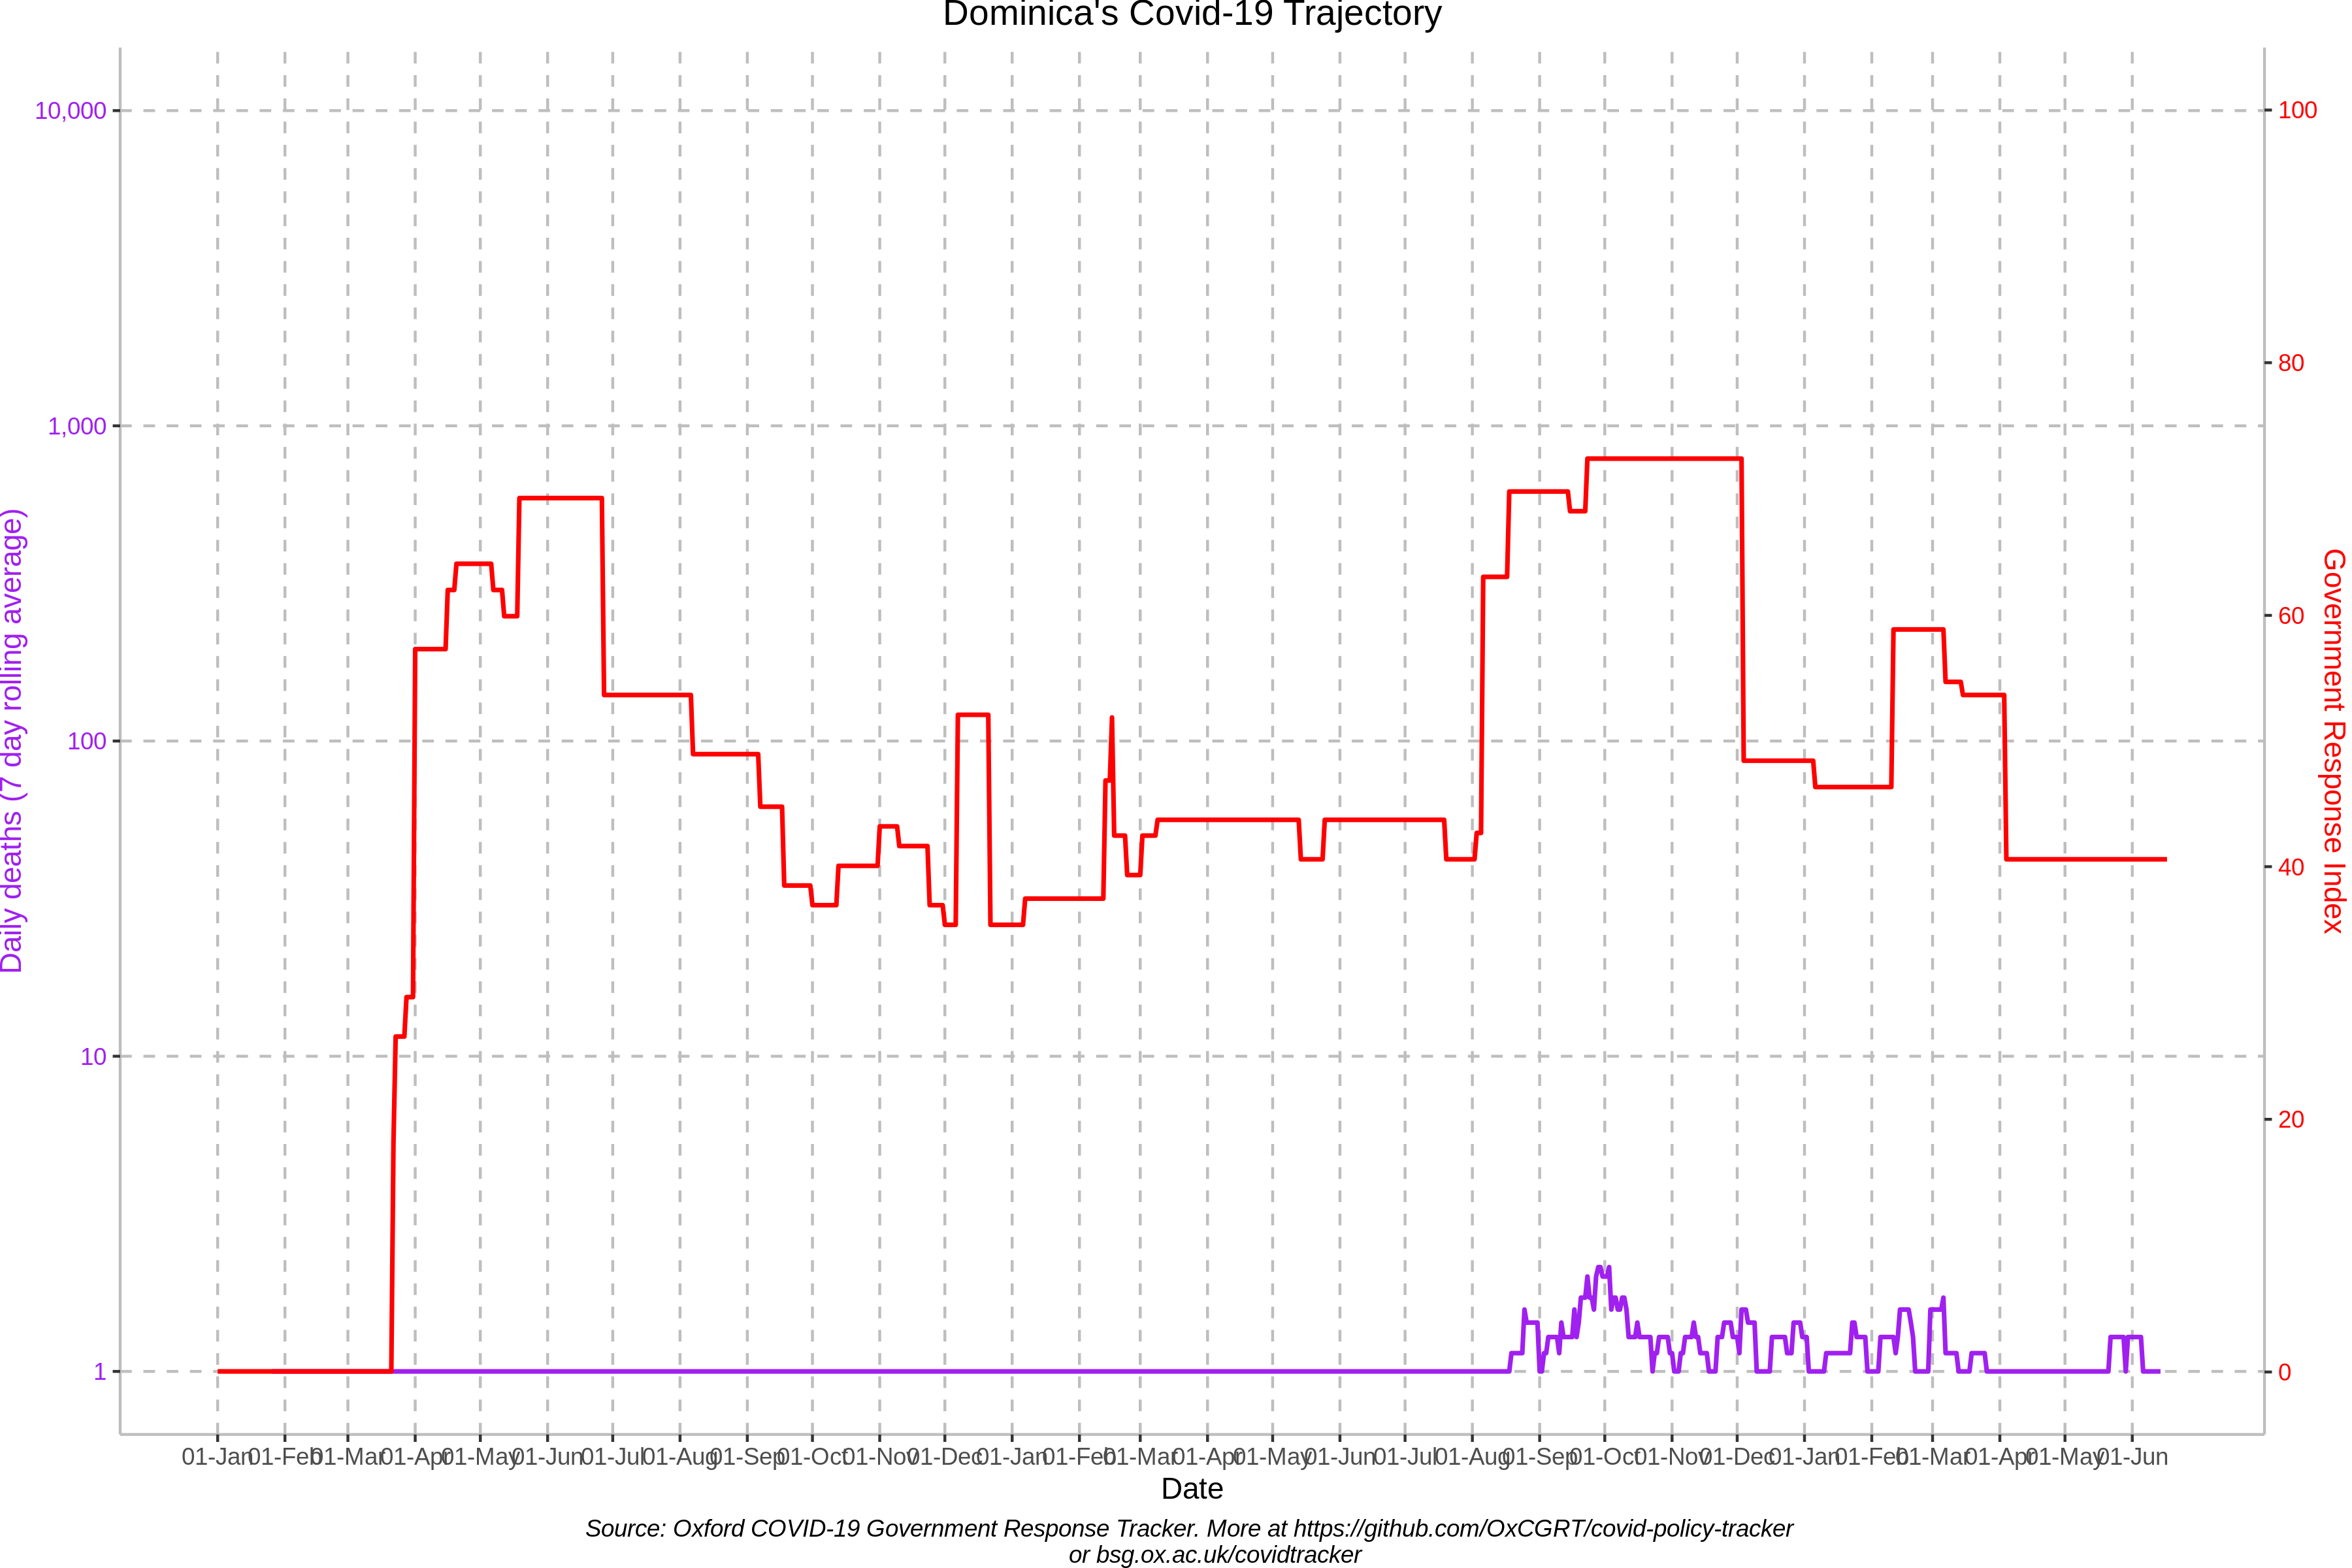 Dominica's Covid-19 Trajectory
10,000
1,000
100
10
1
Daily deaths (7 day rolling average)
100
80
60
40
20
0
Government Response Index
01-Jan 01-Feb 01-Mar 01-Apr 01-May 01-Jun 01-Jul 01-Aug 01-Sep 01-Oct 01-Nov 01-Dec 01-Jan 01-Feb 01-Mar 01-Apr 01-May 01-Jun 01-Jul 01-Aug 01-Sep 01-Oct 01-Nov 01-Dec 01-Jan 01-Feb 01-Mar 01-Apr 01-May 01-Jun
Date
Source: Oxford COVID-19 Government Response Tracker. More at https://github.com/OxCGRT/covid-policy-tracker
or bsg.ox.ac.uk/covidtracker